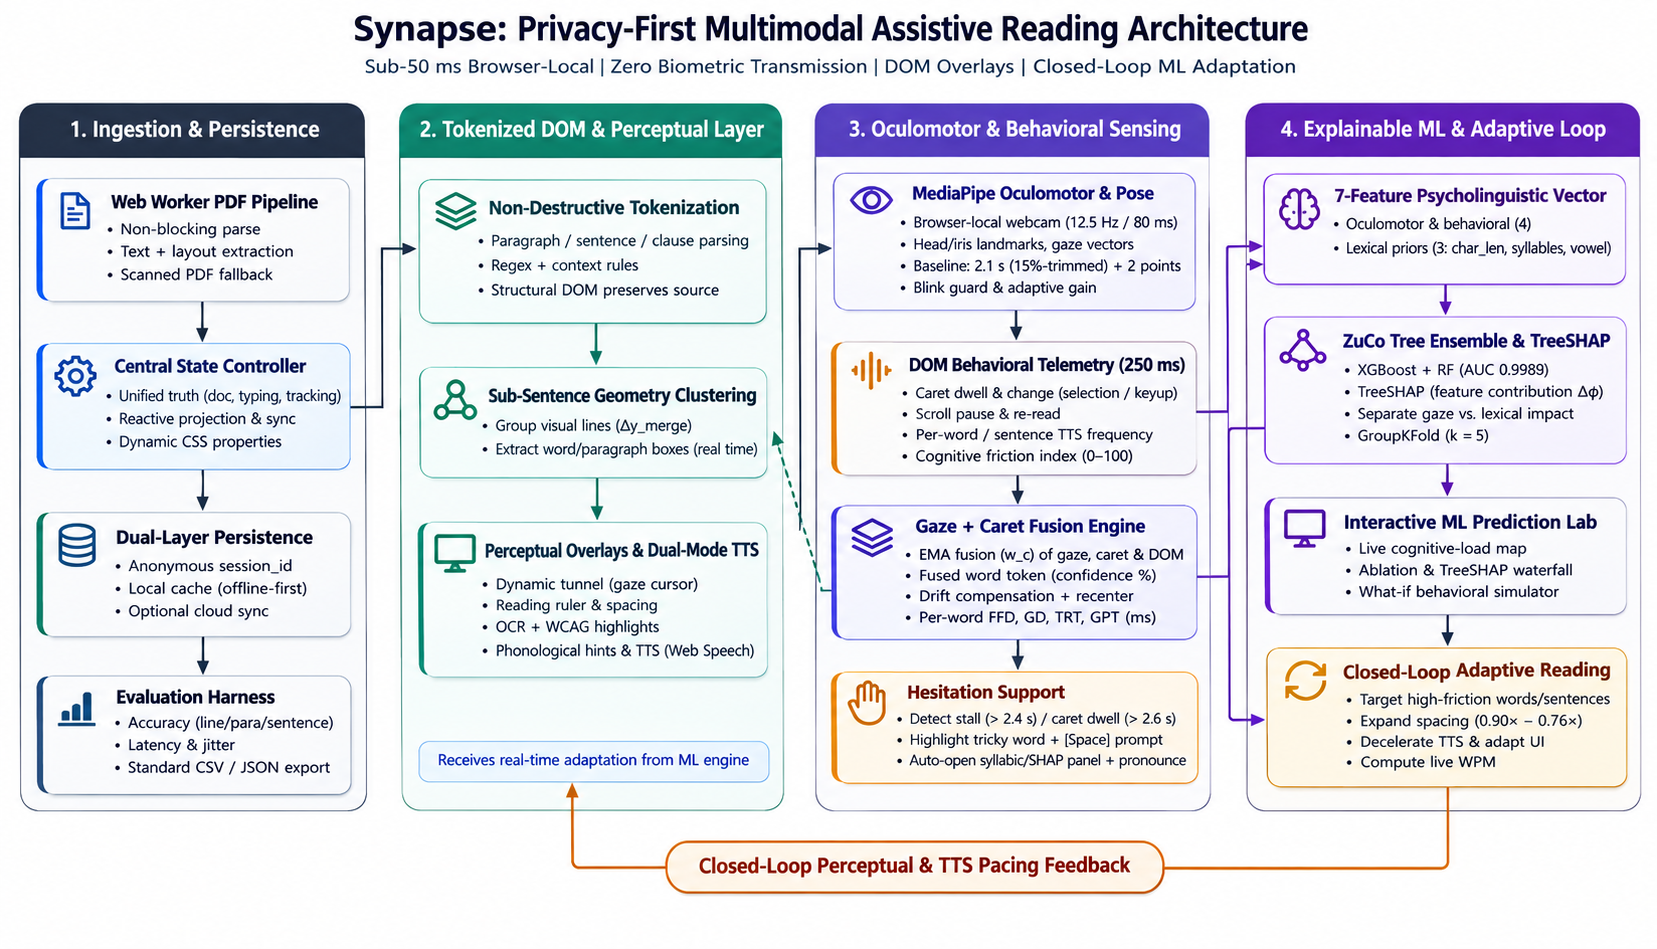 Synapse: Privacy-First Multimodal Assistive Reading Architecture
Sub-50 ms Browser-Local | Zero Biometric Transmission | DOM Overlays | Closed-Loop ML Adaptation
1. Ingestion & Persistence
Web Worker PDF Pipeline
• Non-blocking parse
• Text + layout extraction
• Scanned PDF fallback
Central State Controller
• Unified truth (doc, typing, tracking)
• Reactive projection & sync
• Dynamic CSS properties
Dual-Layer Persistence
• Anonymous session_id
• Local cache (offline-first)
• Optional cloud sync
Evaluation Harness
• Accuracy (line/para/sentence)
• Latency & jitter
• Standard CSV / JSON export
2. Tokenized DOM & Perceptual Layer
Non-Destructive Tokenization
• Paragraph / sentence / clause parsing
• Regex + context rules
• Structural DOM preserves source
Sub-Sentence Geometry Clustering
• Group visual lines (Δy_merge)
• Extract word/paragraph boxes (real time)
Perceptual Overlays & Dual-Mode TTS
• Dynamic tunnel (gaze cursor)
• Reading ruler & spacing
• OCR + WCAG highlights
• Phonological hints & TTS (Web Speech)
Receives real-time adaptation from ML engine
3. Oculomotor & Behavioral Sensing
MediaPipe Oculomotor & Pose
• Browser-local webcam (12.5 Hz / 80 ms)
• Head/iris landmarks, gaze vectors
• Baseline: 2.1 s (15%-trimmed) + 2 points
• Blink guard & adaptive gain
DOM Behavioral Telemetry (250 ms)
• Caret dwell & change (selection / keyup)
• Scroll pause & re-read
• Per-word / sentence TTS frequency
• Cognitive friction index (0–100)
Gaze + Caret Fusion Engine
• EMA fusion (w_c) of gaze, caret & DOM
• Fused word token (confidence %)
• Drift compensation + recenter
• Per-word FFD, GD, TRT, GPT (ms)
Hesitation Support
• Detect stall (> 2.4 s) / caret dwell (> 2.6 s)
• Highlight tricky word + [Space] prompt
• Auto-open syllabic/SHAP panel + pronounce
4. Explainable ML & Adaptive Loop
7-Feature Psycholinguistic Vector
• Oculomotor & behavioral (4)
• Lexical priors (3: char_len, syllables, vowel)
ZuCo Tree Ensemble & TreeSHAP
• XGBoost + RF (AUC 0.9989)
• TreeSHAP (feature contribution Δφ)
• Separate gaze vs. lexical impact
• GroupKFold (k = 5)
Interactive ML Prediction Lab
• Live cognitive-load map
• Ablation & TreeSHAP waterfall
• What-if behavioral simulator
Closed-Loop Adaptive Reading
• Target high-friction words/sentences
• Expand spacing (0.90× – 0.76×)
• Decelerate TTS & adapt UI
• Compute live WPM
Closed-Loop Perceptual & TTS Pacing Feedback